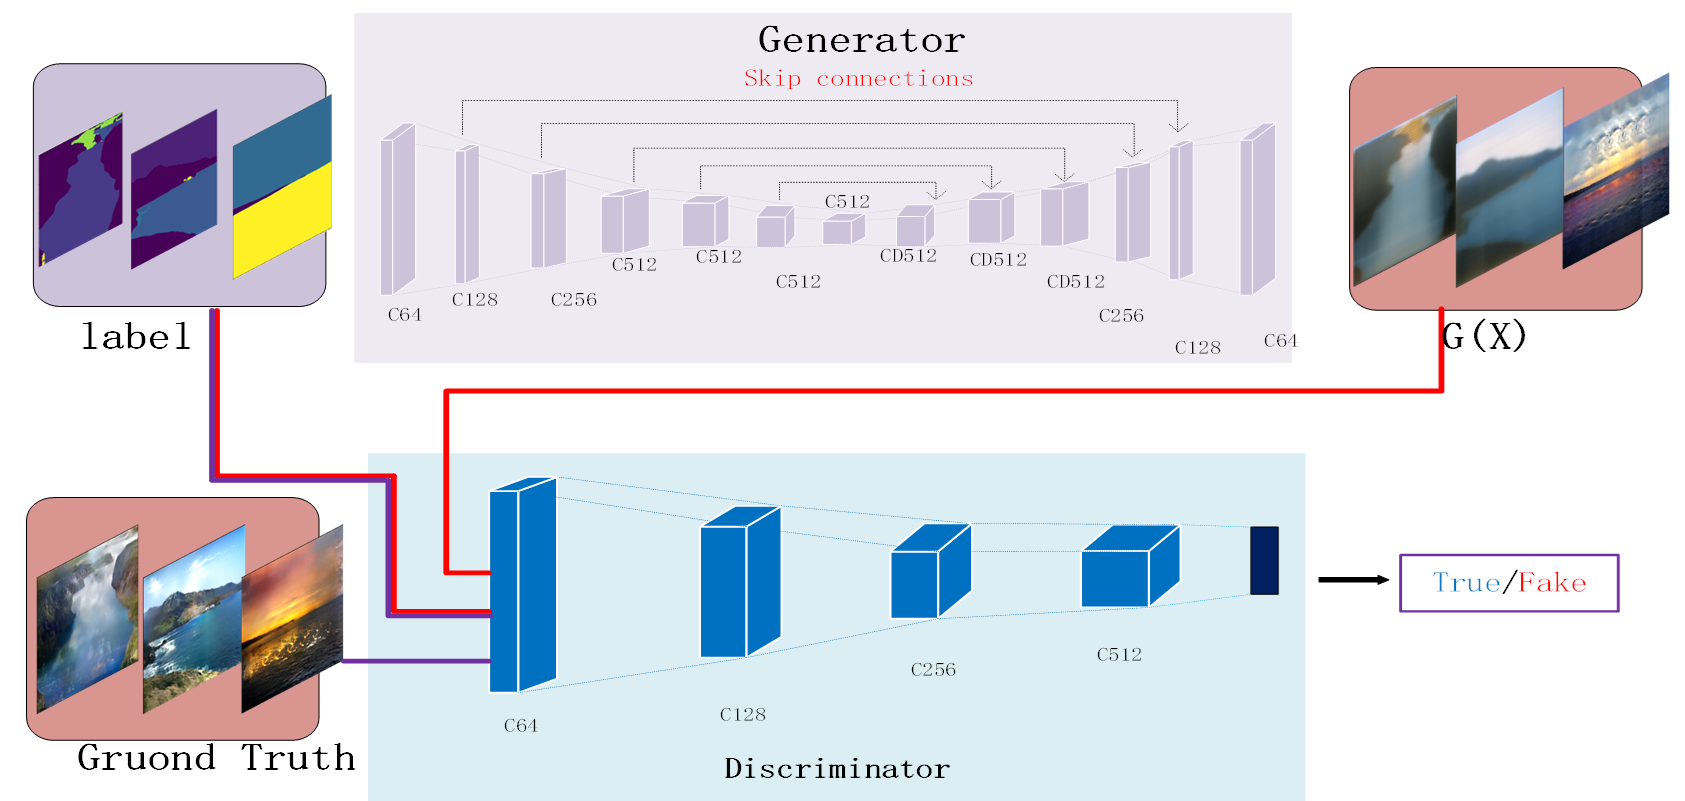 Generator
Skip connections
C64
C128
C256
C512
C512
C512
C512
CD512
CD512
CD512
C256
C128
C64
label
G(X)
True/Fake
C64
C128
C256
C512
Discriminator
Gruond Truth